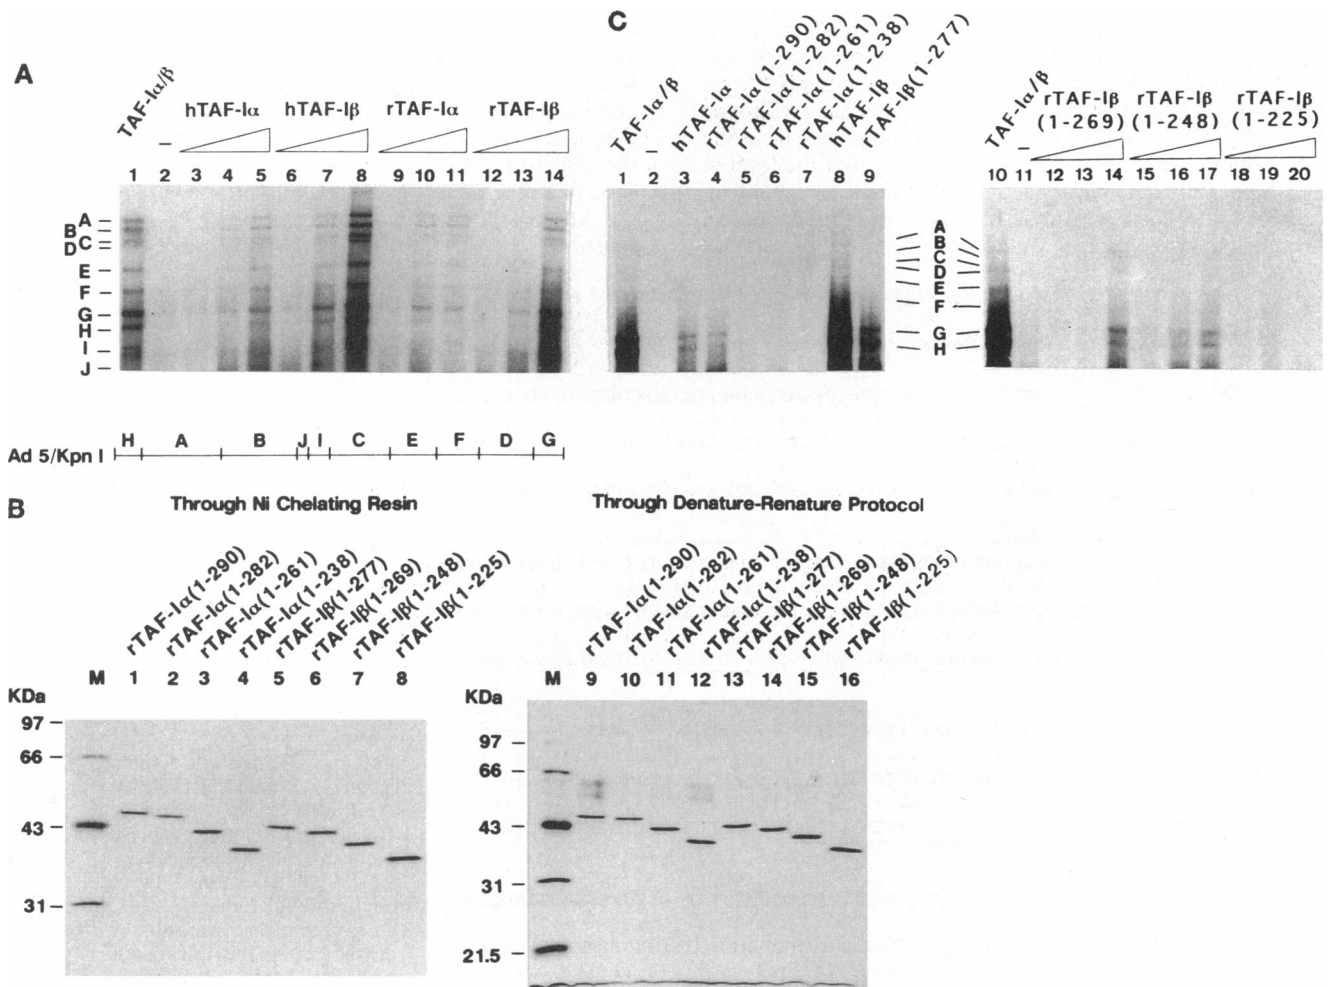 A
TAF-Iα/β
–
hTAF-Iα
hTAF-Iβ
rTAF-Iα
rTAF-Iβ
1 2 3 4 5 6 7 8 9 10 11 12 13 14
A
B
C
D
E
F
G
H
I
J
Ad 5/Kpn I
H A B J I C E F D G
C
TAF-Iα/β
–
hTAF-Iα
rTAF-Iα(1-290)
rTAF-Iα(1-282)
rTAF-Iα(1-261)
rTAF-Iα(1-238)
hTAF-Iβ
rTAF-Iβ(1-277)
1 2 3 4 5 6 7 8 9
A
B
C
D
E
F
G
H
TAF-Iα/β
–
rTAF-Iβ
(1-269)
rTAF-Iβ
(1-248)
rTAF-Iβ
(1-225)
10 11 12 13 14 15 16 17 18 19 20
B
Through Ni Chelating Resin
rTAF-Iα(1-290)
rTAF-Iα(1-282)
rTAF-Iα(1-261)
rTAF-Iα(1-238)
rTAF-Iβ(1-277)
rTAF-Iβ(1-269)
rTAF-Iβ(1-248)
rTAF-Iβ(1-225)
M 1 2 3 4 5 6 7 8
KDa
97
66
43
31
Through Denature-Renature Protocol
rTAF-Iα(1-290)
rTAF-Iα(1-282)
rTAF-Iα(1-261)
rTAF-Iα(1-238)
rTAF-Iβ(1-277)
rTAF-Iβ(1-269)
rTAF-Iβ(1-248)
rTAF-Iβ(1-225)
M 9 10 11 12 13 14 15 16
KDa
97
66
43
31
21.5